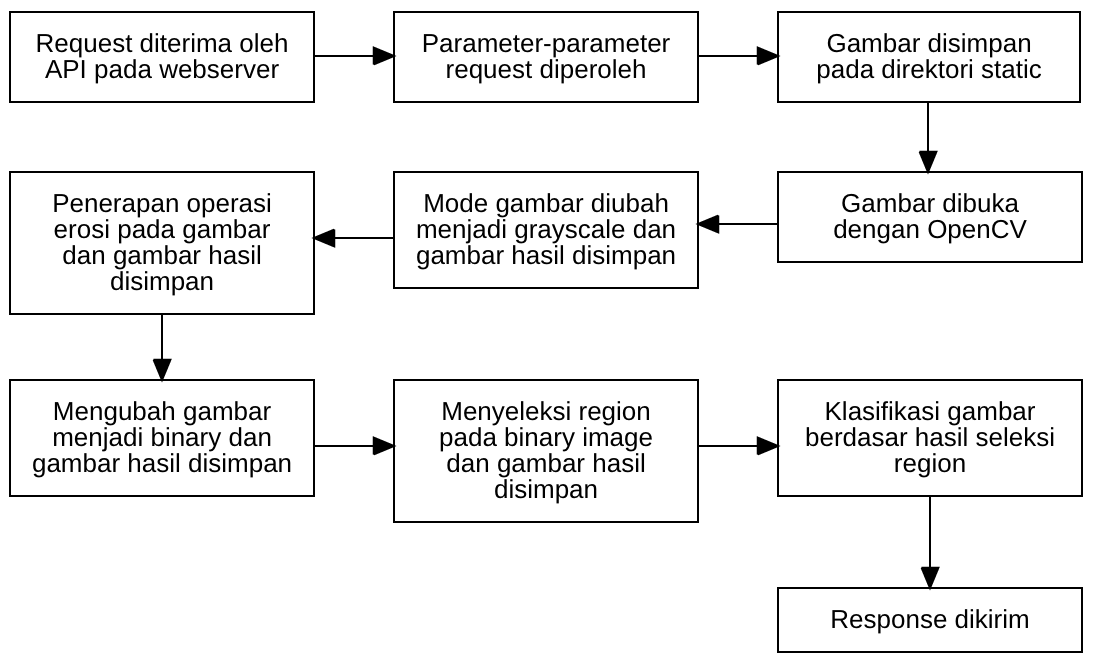 Request diterima oleh
API pada webserver
Parameter-parameter
request diperoleh
Gambar disimpan
pada direktori static
Gambar dibuka
dengan OpenCV
Mode gambar diubah
menjadi grayscale dan
gambar hasil disimpan
Penerapan operasi
erosi pada gambar
dan gambar hasil
disimpan
Mengubah gambar
menjadi binary dan
gambar hasil disimpan
Menyeleksi region
pada binary image
dan gambar hasil
disimpan
Klasifikasi gambar
berdasar hasil seleksi
region
Response dikirim